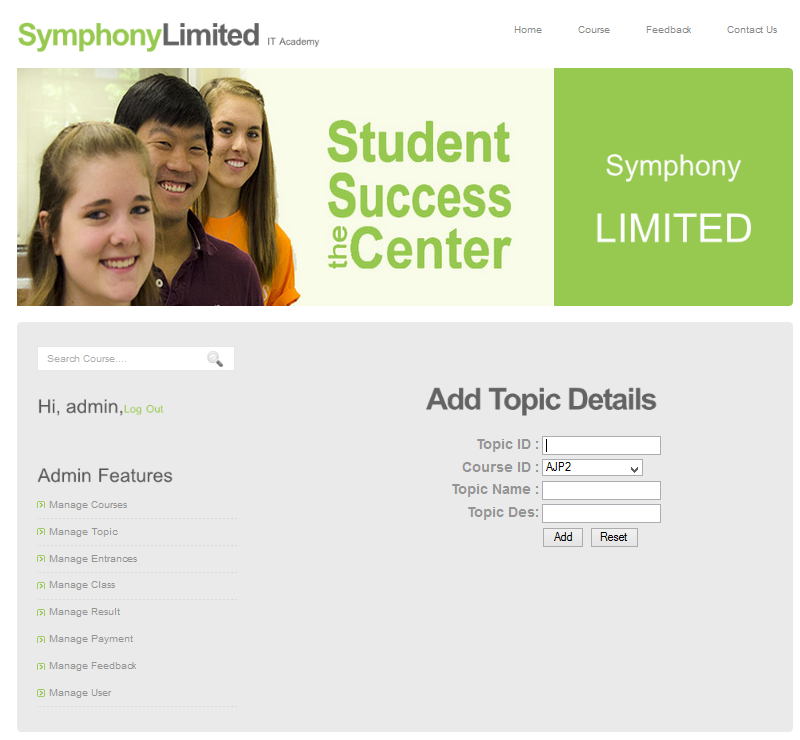 SymphonyLimited IT Academy
Home Course Feedback Contact Us
Student
Success
the Center
Symphony
LIMITED
Search Course....
Hi, admin,Log Out
Admin Features
Manage Courses
Manage Topic
Manage Entrances
Manage Class
Manage Result
Manage Payment
Manage Feedback
Manage User
Add Topic Details
Topic ID :
Course ID : AJP2
Topic Name :
Topic Des:
Add Reset